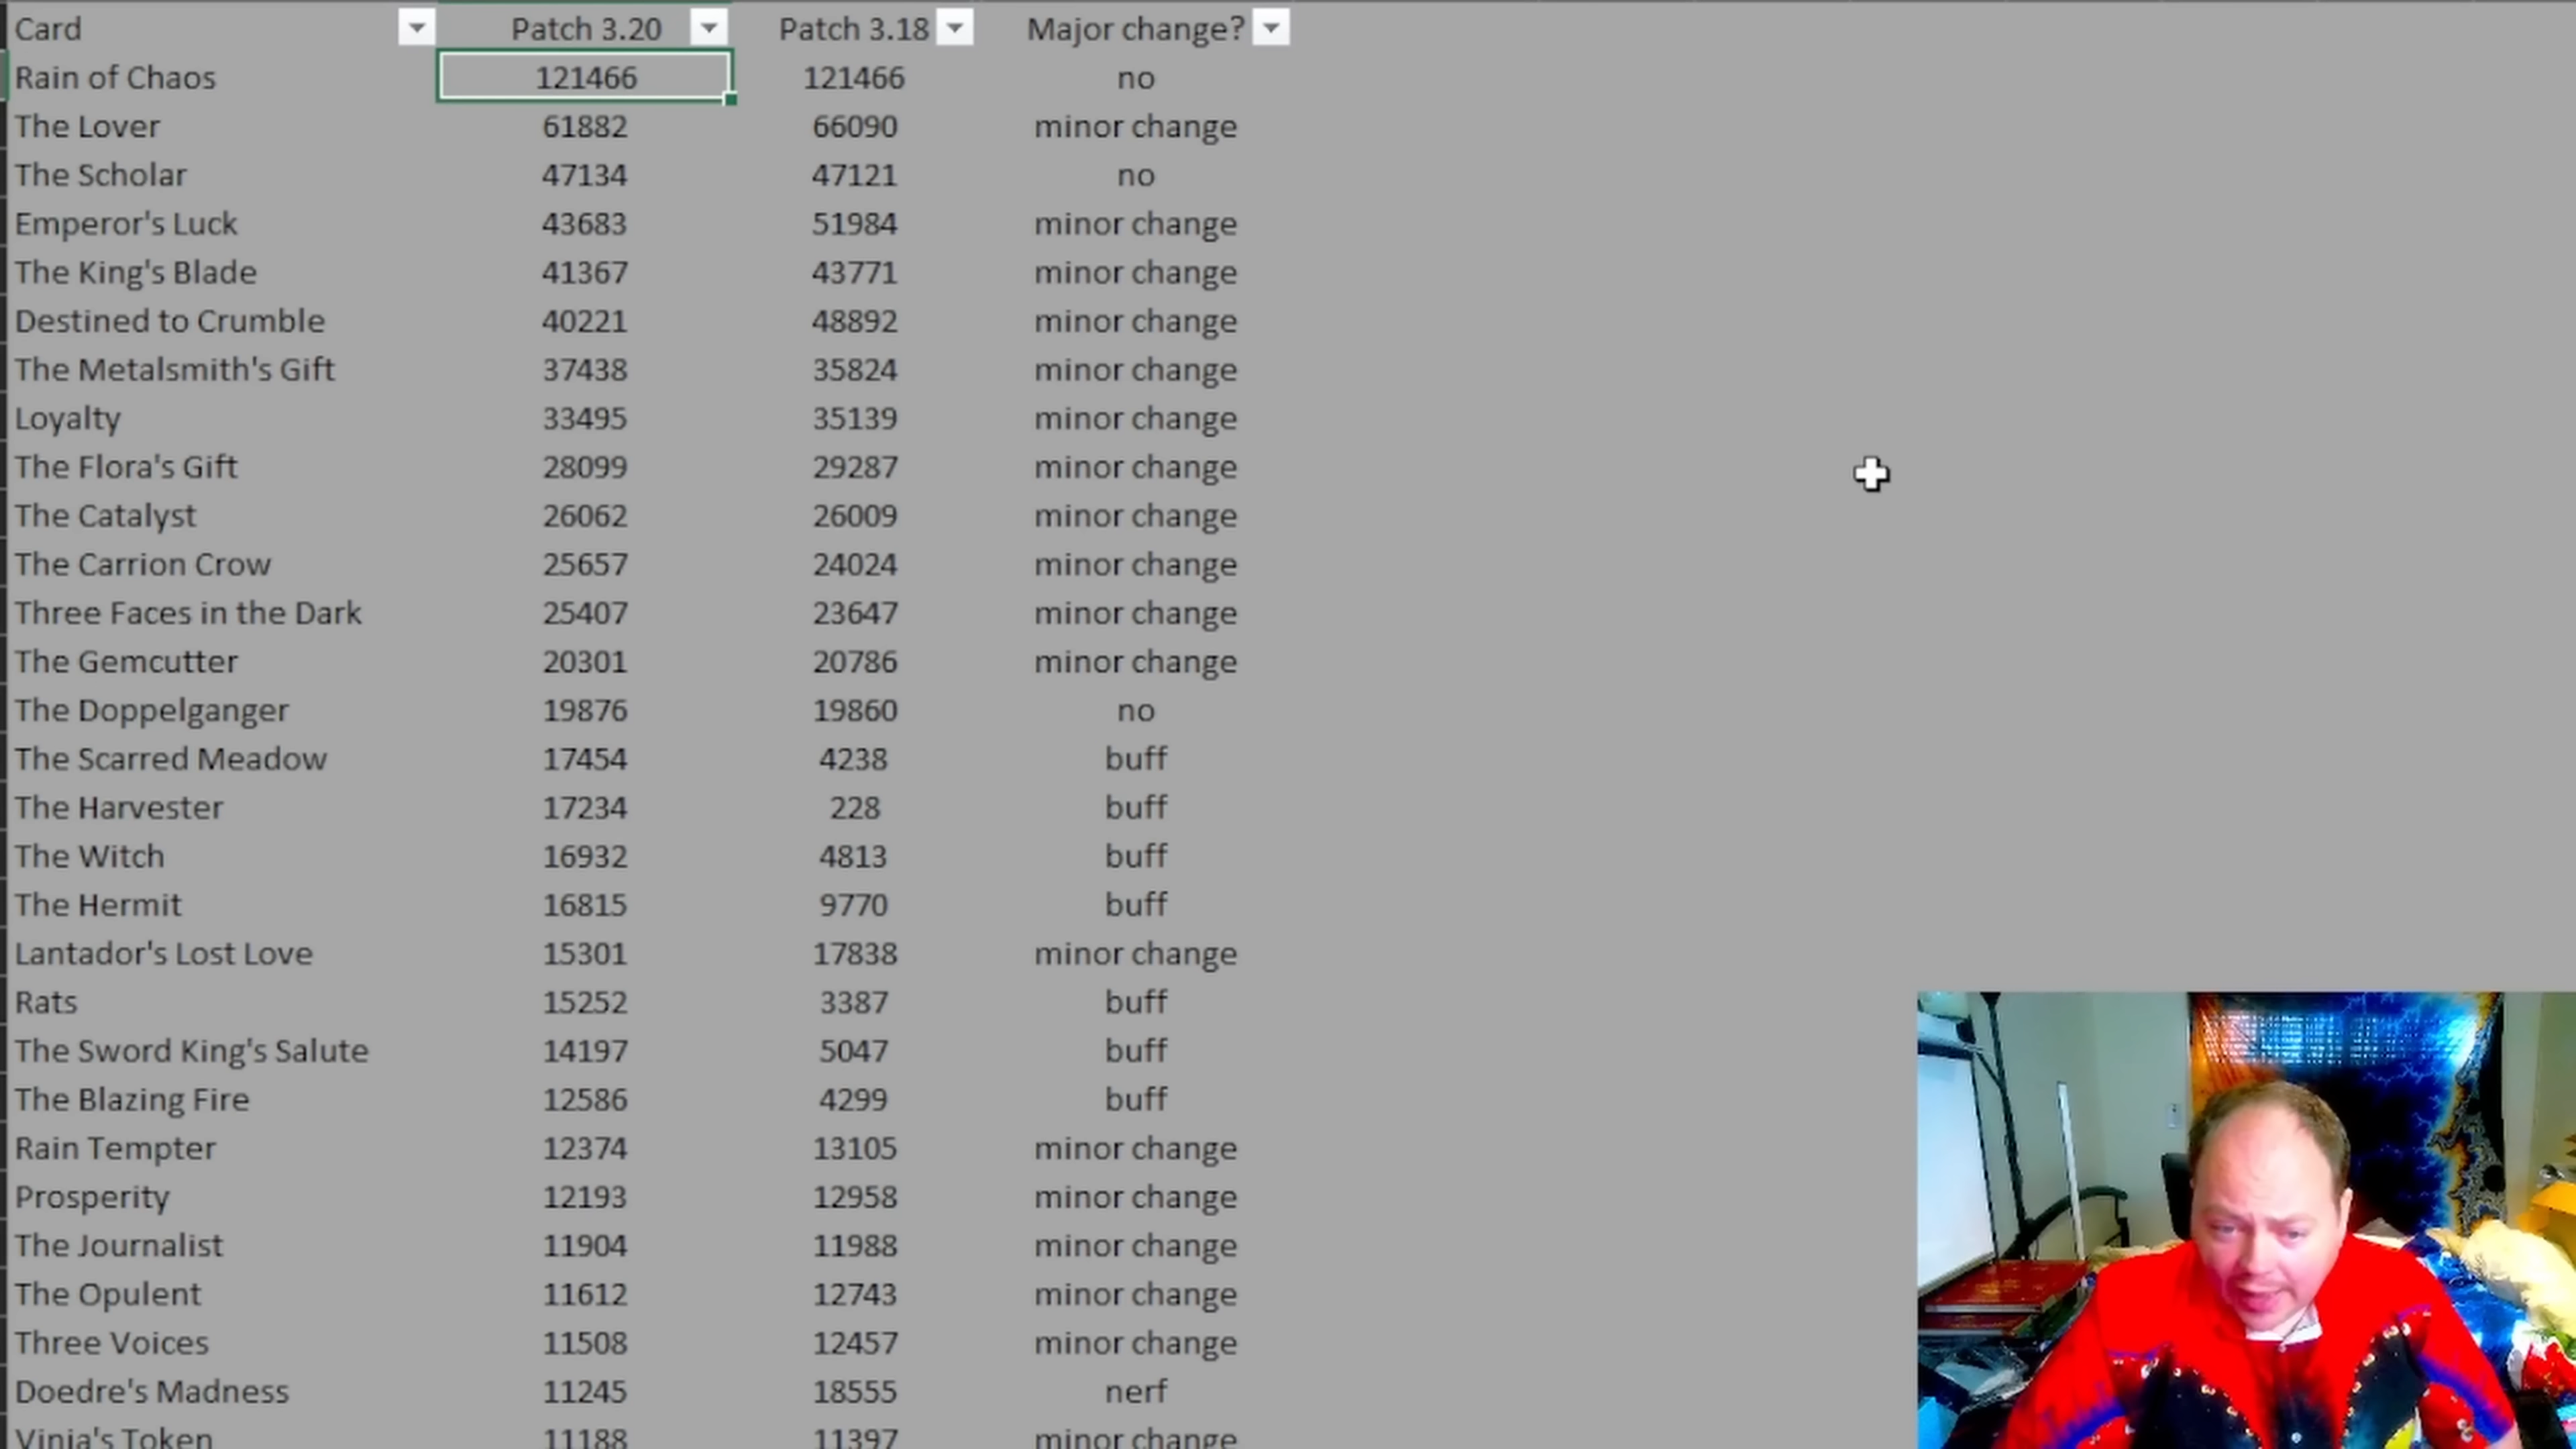 Card Patch 3.20 Patch 3.18 Major change?
Rain of Chaos 121466 121466 no
The Lover 61882 66090 minor change
The Scholar 47134 47121 no
Emperor's Luck 43683 51984 minor change
The King's Blade 41367 43771 minor change
Destined to Crumble 40221 48892 minor change
The Metalsmith's Gift 37438 35824 minor change
Loyalty 33495 35139 minor change
The Flora's Gift 28099 29287 minor change
The Catalyst 26062 26009 minor change
The Carrion Crow 25657 24024 minor change
Three Faces in the Dark 25407 23647 minor change
The Gemcutter 20301 20786 minor change
The Doppelganger 19876 19860 no
The Scarred Meadow 17454 4238 buff
The Harvester 17234 228 buff
The Witch 16932 4813 buff
The Hermit 16815 9770 buff
Lantador's Lost Love 15301 17838 minor change
Rats 15252 3387 buff
The Sword King's Salute 14197 5047 buff
The Blazing Fire 12586 4299 buff
Rain Tempter 12374 13105 minor change
Prosperity 12193 12958 minor change
The Journalist 11904 11988 minor change
The Opulent 11612 12743 minor change
Three Voices 11508 12457 minor change
Doedre's Madness 11245 18555 nerf
Vinia's Token 11188 11397 minor change